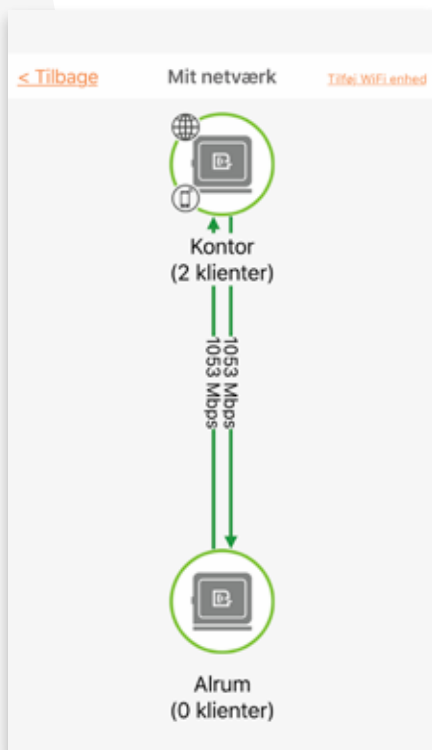 < Tilbage
Mit netværk
Tilføj WiFi enhed
Kontor
(2 klienter)
1053 Mbps
1053 Mbps
Alrum
(0 klienter)